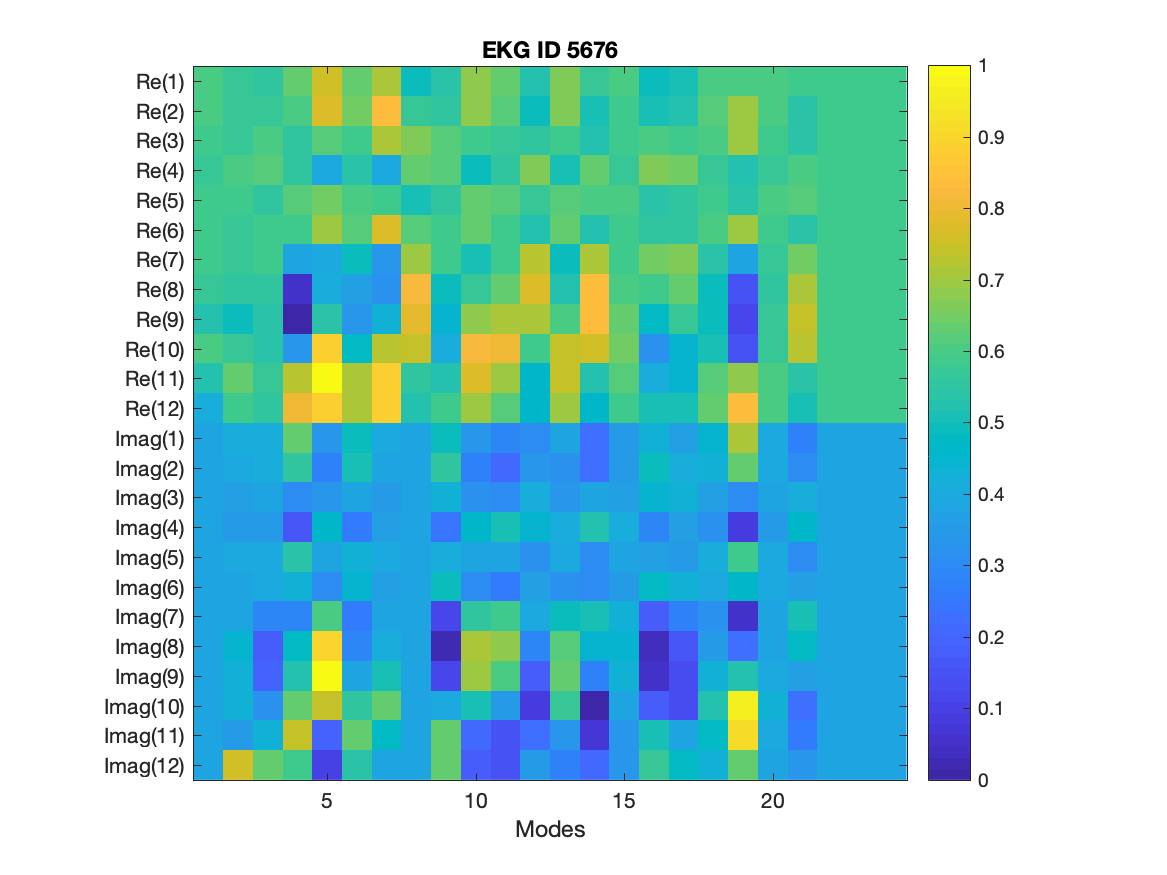 EKG ID 5676
Re(1)
Re(2)
Re(3)
Re(4)
Re(5)
Re(6)
Re(7)
Re(8)
Re(9)
Re(10)
Re(11)
Re(12)
Imag(1)
Imag(2)
Imag(3)
Imag(4)
Imag(5)
Imag(6)
Imag(7)
Imag(8)
Imag(9)
Imag(10)
Imag(11)
Imag(12)
5 10 15 20
Modes
1
0.9
0.8
0.7
0.6
0.5
0.4
0.3
0.2
0.1
0